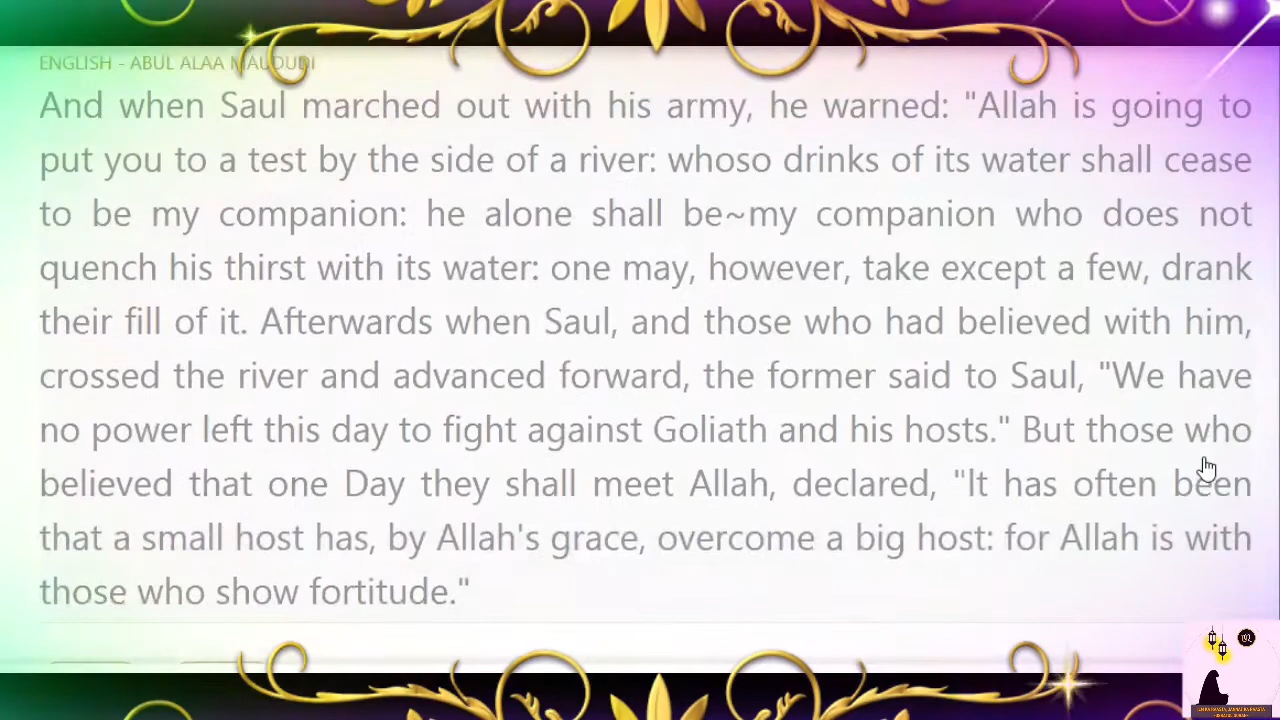 ENGLISH - ABUL ALAA MAUDUDI
And when Saul marched out with his army, he warned: "Allah is going to
put you to a test by the side of a river: whoso drinks of its water shall cease
to be my companion: he alone shall be~my companion who does not
quench his thirst with its water: one may, however, take except a few, drank
their fill of it. Afterwards when Saul, and those who had believed with him,
crossed the river and advanced forward, the former said to Saul, "We have
no power left this day to fight against Goliath and his hosts." But those who
believed that one Day they shall meet Allah, declared, "It has often been
that a small host has, by Allah's grace, overcome a big host: for Allah is with
those who show fortitude."